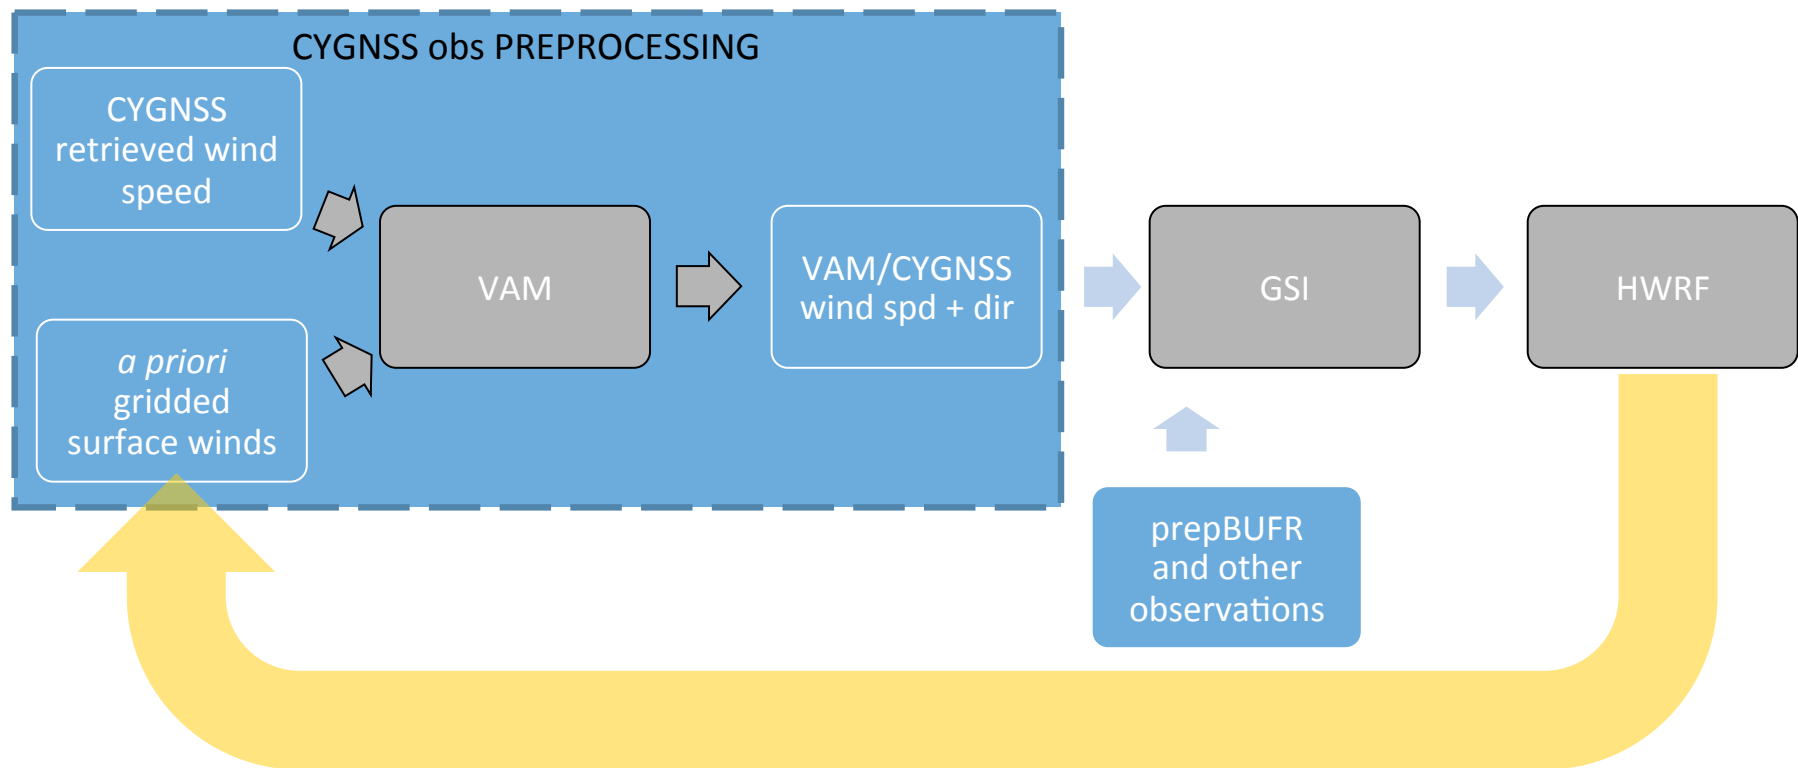 CYGNSS obs PREPROCESSING
CYGNSS
retrieved wind
speed
a priori
gridded
surface winds
VAM
VAM/CYGNSS
wind spd + dir
GSI
HWRF
prepBUFR
and other
observations